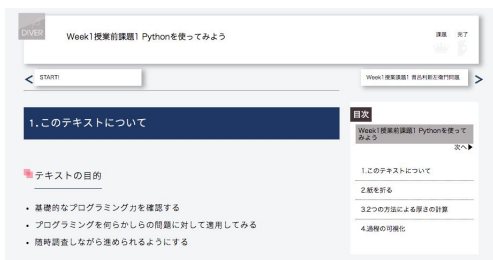 DIVER
Week1授業前課題1 Pythonを使ってみよう
課題 完了
< START!
Week1授業課題1 曽呂利新左衛門問題 >
1.このテキストについて
目次
Week1授業前課題1 Pythonを使って
みよう
次へ▶
テキストの目的
1.このテキストについて
2.紙を折る
3.2つの方法による厚さの計算
4.過程の可視化
• 基礎的なプログラミング力を確認する
• プログラミングを何らかしらの問題に対して適用してみる
• 随時調査しながら進められるようにする